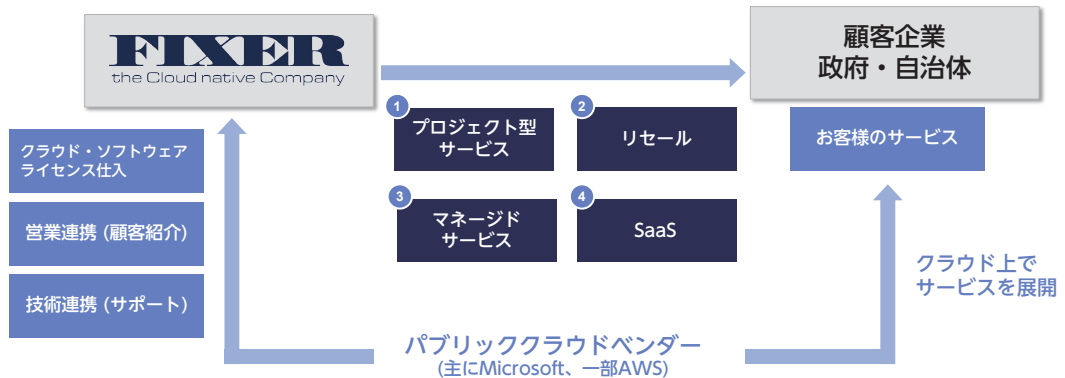 FIXER
the Cloud native Company
顧客企業
政府・自治体
1
プロジェクト型
サービス
2
リセール
3
マネージド
サービス
4
SaaS
お客様のサービス
クラウド・ソフトウェア
ライセンス仕入
営業連携 (顧客紹介)
技術連携 (サポート)
クラウド上で
サービスを展開
パブリッククラウドベンダー
(主にMicrosoft、一部AWS)